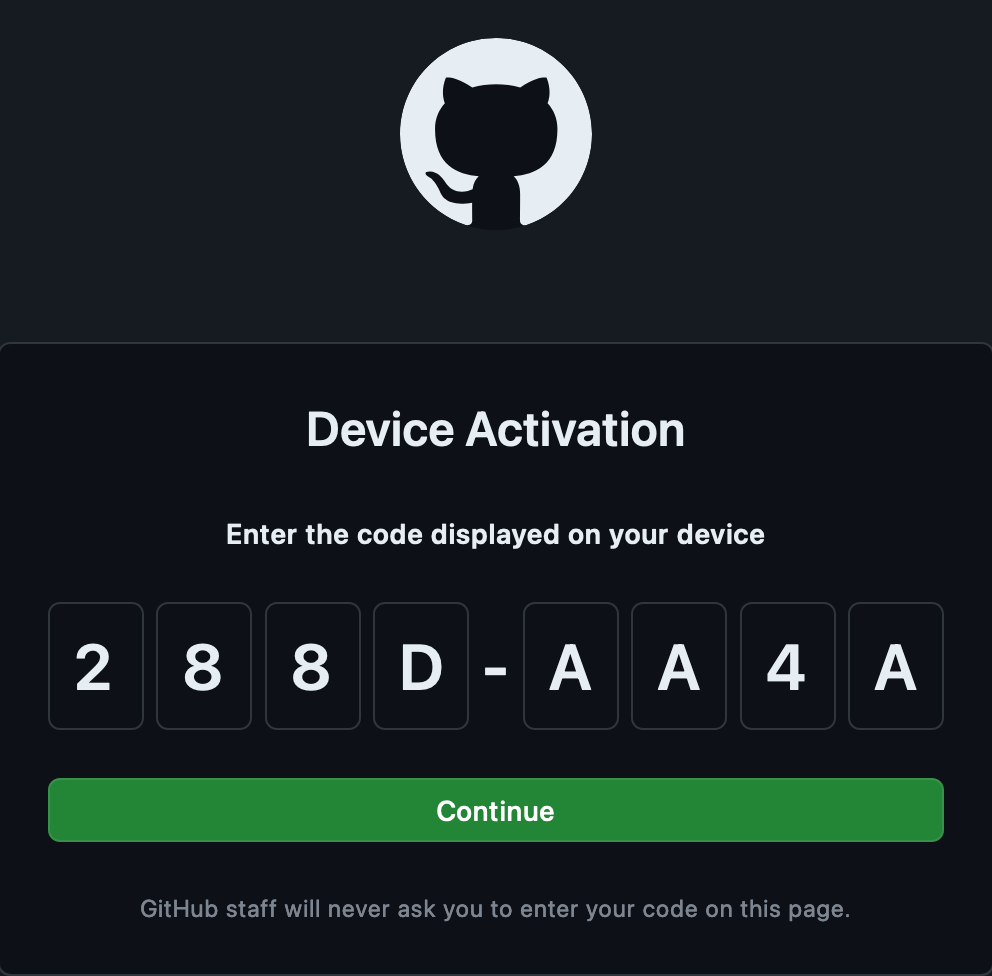 Device Activation
Enter the code displayed on your device
2 8 8 D - A A 4 A
Continue
GitHub staff will never ask you to enter your code on this page.